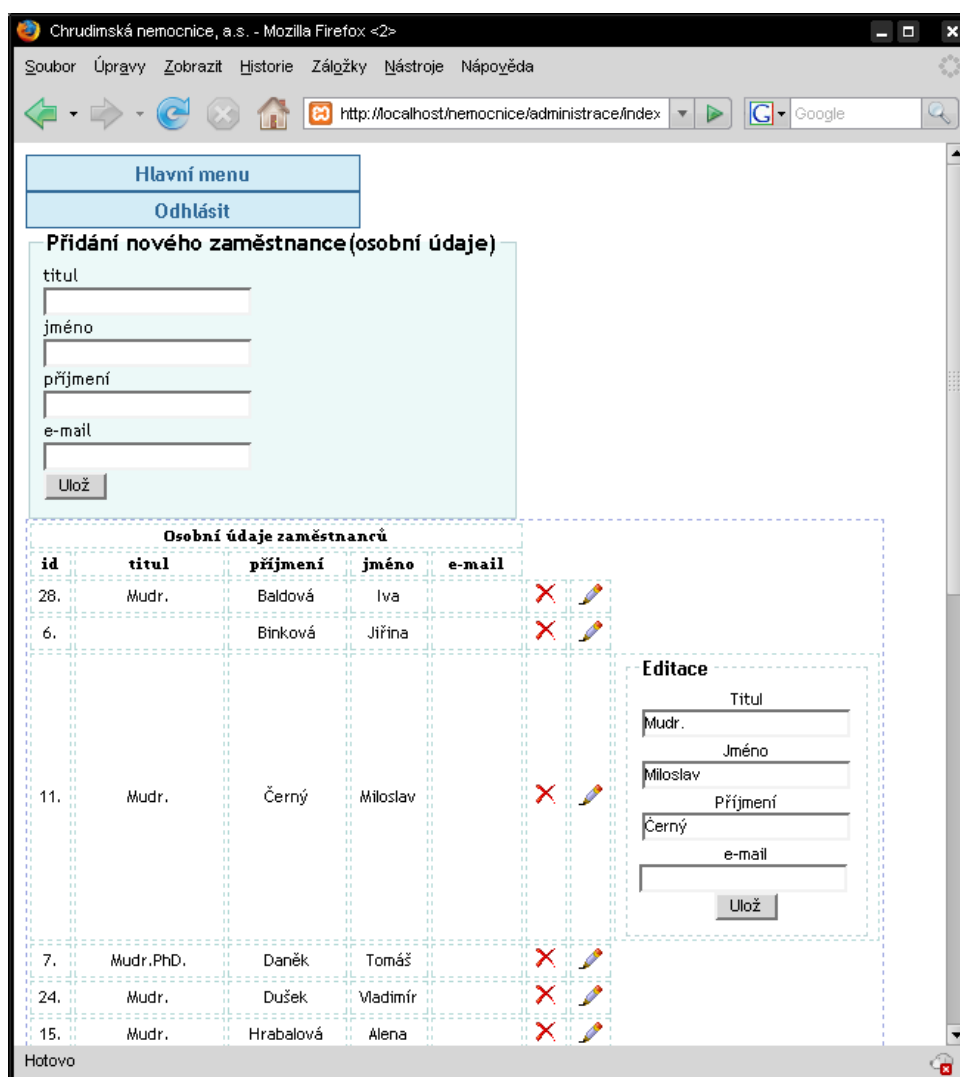 Chrudimská nemocnice, a.s. - Mozilla Firefox <2>
Soubor Úpravy Zobrazit Historie Záložky Nástroje Nápověda
http://localhost/nemocnice/administrace/index G Google
Hlavní menu
Odhlásit
Přidání nového zaměstnance(osobní údaje)
titul
jméno
příjmení
e-mail
Ulož
Osobní údaje zaměstnanců
id titul příjmení jméno e-mail
28. Mudr. Baldová Iva
6. Binková Jiřina
11. Mudr. Černý Miloslav
Editace
Titul
Mudr.
Jméno
Miloslav
Příjmení
Černý
e-mail
Ulož
7. Mudr.PhD. Daněk Tomáš
24. Mudr. Dušek Vladimír
15. Mudr. Hrabalová Alena
Hotovo